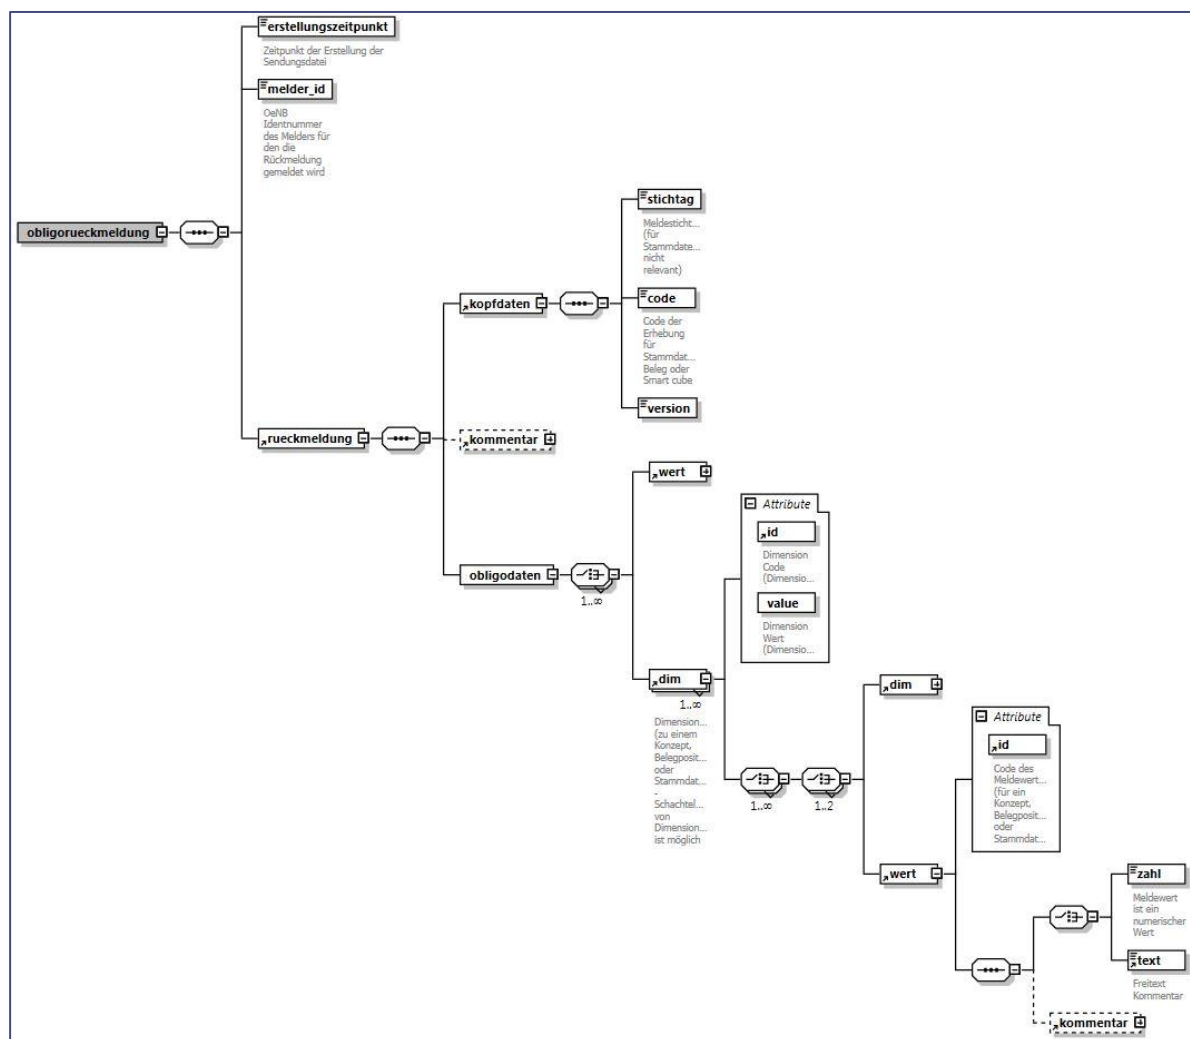 erstellungszeitpunkt
Zeitpunkt der Erstellung der
Sendungsdatei
melder_id
OeNB
Identnummer
des Melders für
den die
Rückmeldung
gemeldet wird
obligorueckmeldung
stichtag
Meldesticht...
(für
Stammdate...
nicht
relevant)
kopfdaten
code
Code der
Erhebung
für
Stammdat...
Beleg oder
Smart cube
version
rueckmeldung
kommentar
wert
Attribute
id
Dimension
Code
(Dimensio...
value
Dimension
Wert
(Dimensio...
obligodaten
1..∞
dim
1..∞
Dimension...
(zu einem
Konzept,
Belegposit...
oder
Stammdat...
-
Schachtel...
von
Dimension...
ist möglich
1..∞
1..2
dim
Attribute
id
Code des
Meldewert...
(für ein
Konzept,
Belegposit...
oder
Stammdat...
wert
zahl
Meldewert
ist ein
numerischer
Wert
text
Freitext
Kommentar
kommentar